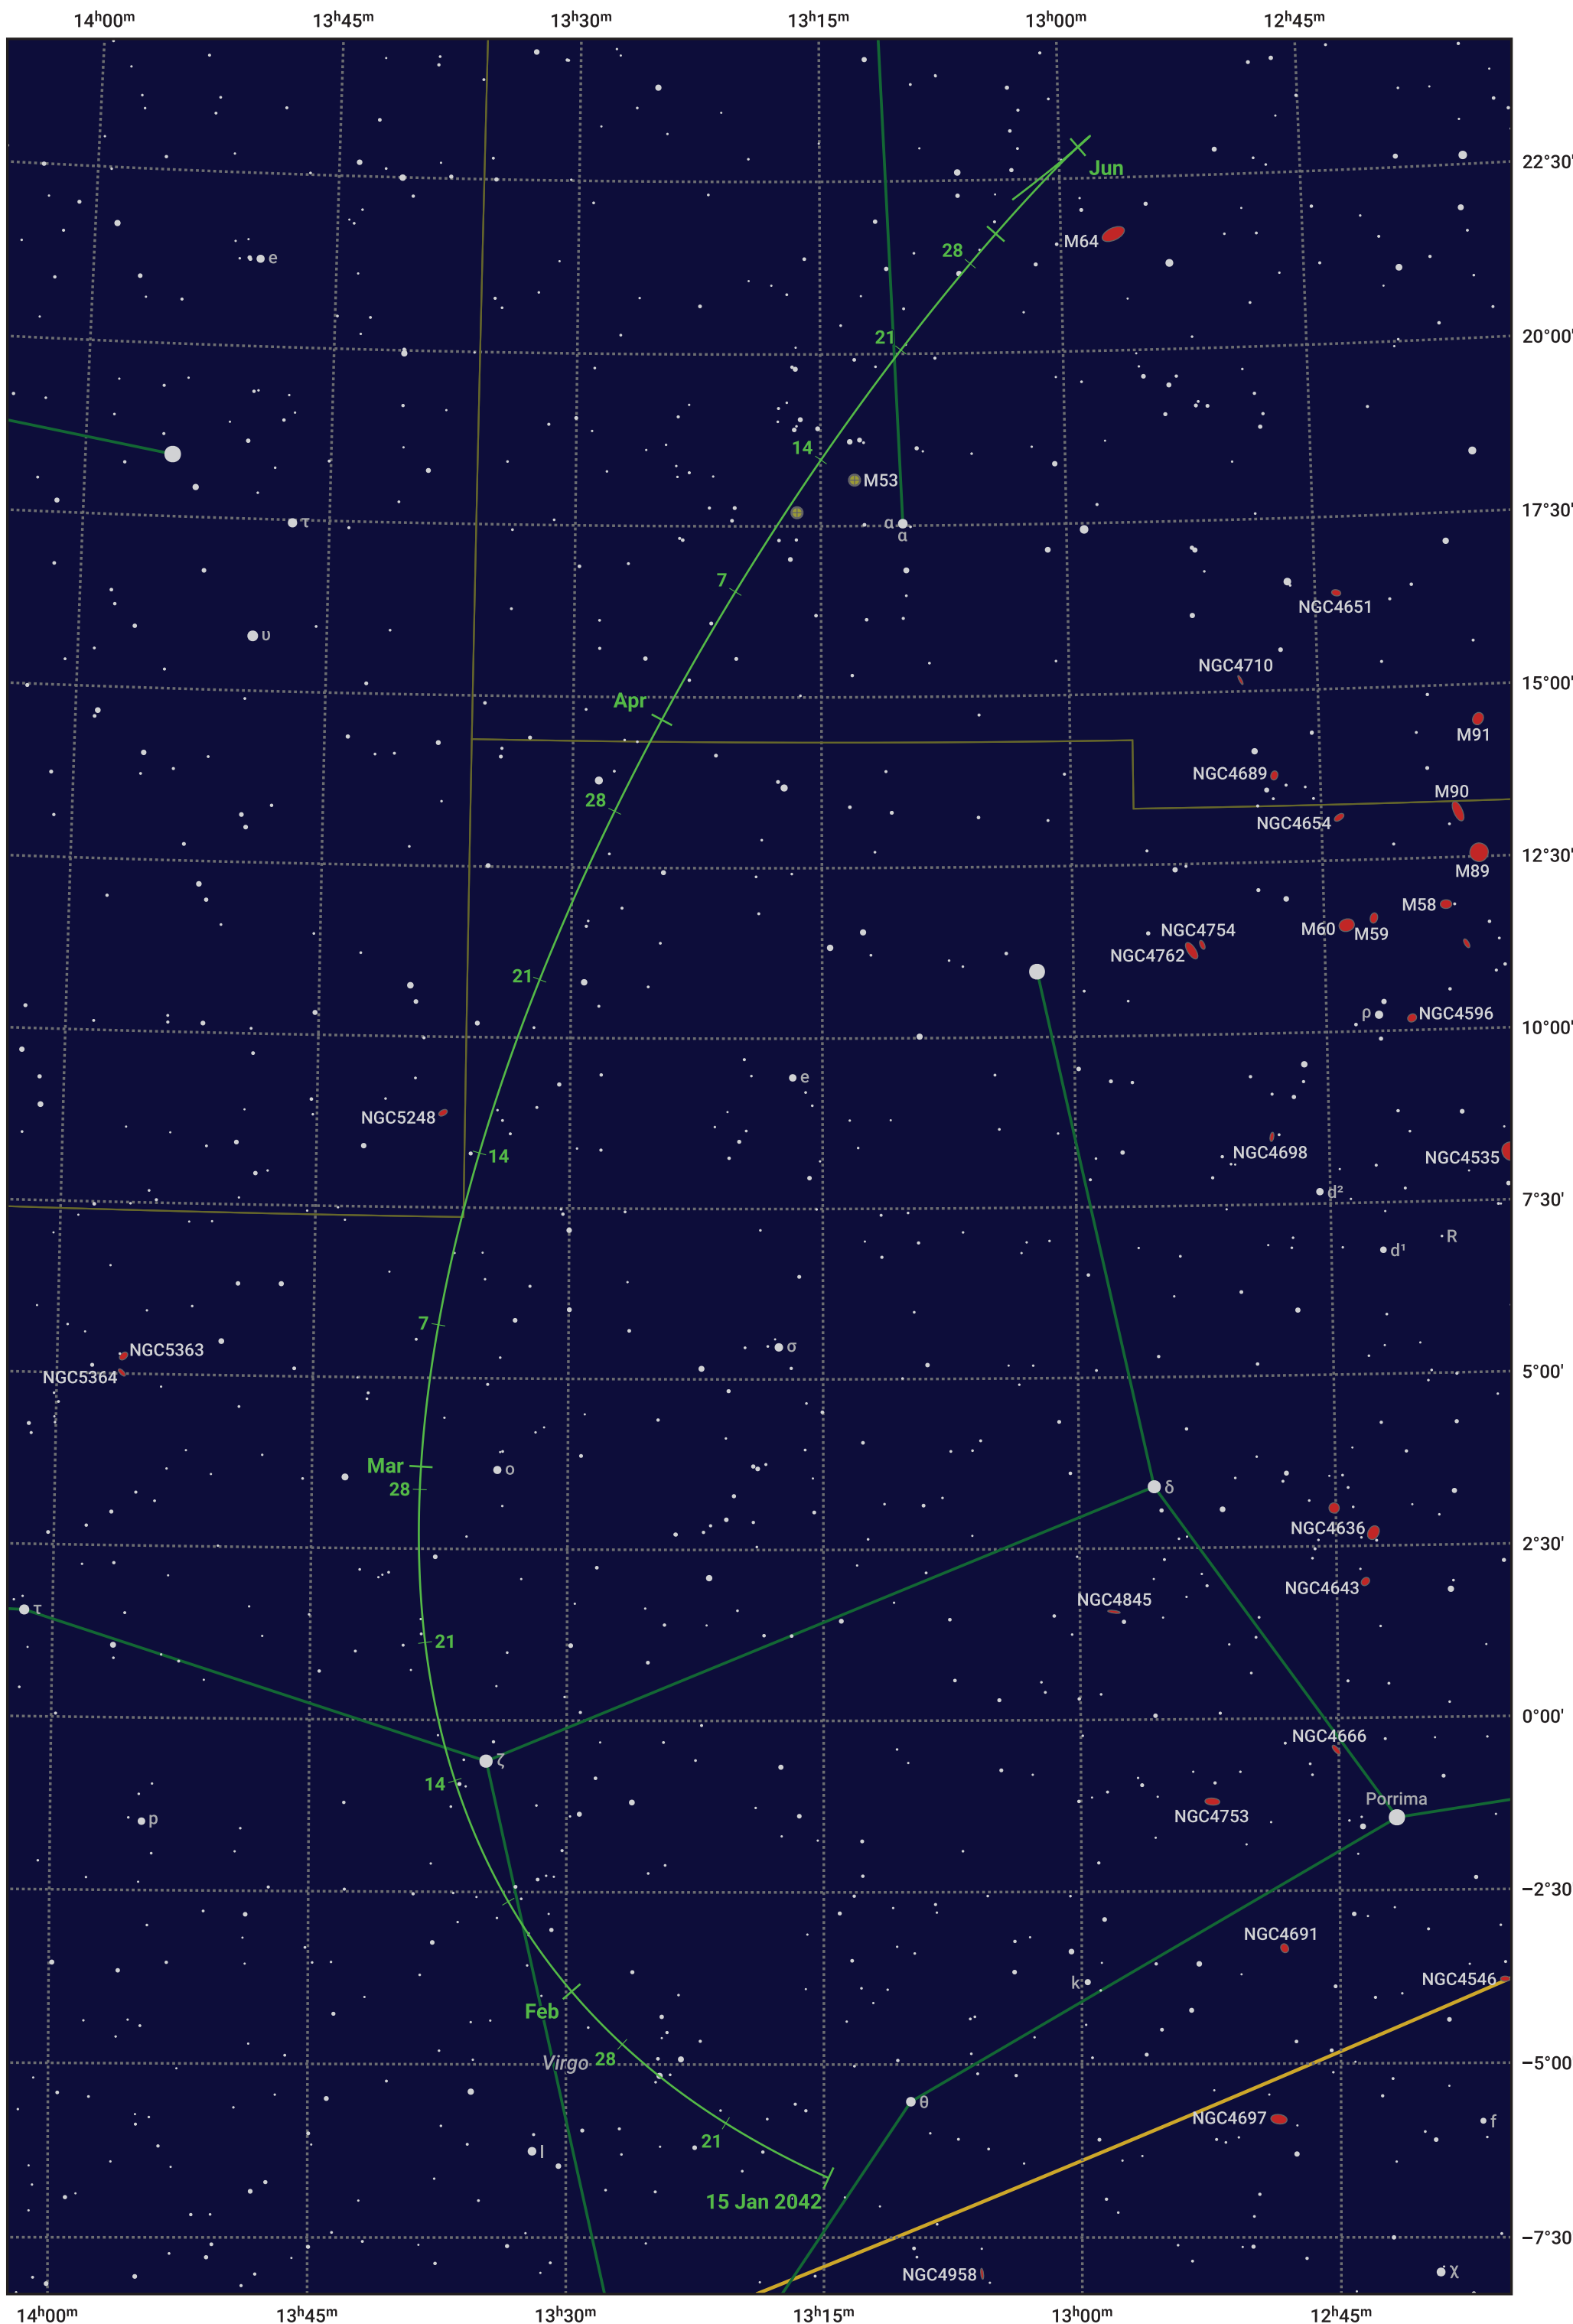 14ʰ00ᵐ 13ʰ45ᵐ 13ʰ30ᵐ 13ʰ15ᵐ 13ʰ00ᵐ 12ʰ45ᵐ
22°30'
Jun
M64
28
e
21
20°00'
14
M53
17°30'
τ
α
α
7
NGC4651
υ
NGC4710
15°00'
Apr
M91
NGC4689
M90
28
NGC4654
12°30'
M89
M58
M60
M59
NGC4754
NGC4762
21
ρ
NGC4596
10°00'
e
NGC5248
14
NGC4698
NGC4535
d²
7°30'
R
d¹
7
σ
NGC5363
NGC5364
5°00'
Mar
o
28
δ
NGC4636
2°30'
NGC4643
NGC4845
τ
21
0°00'
NGC4666
ζ
14
Porrima
p
NGC4753
−2°30
NGC4691
k
NGC4546
Feb
Virgo
28
−5°00
θ
NGC4697
f
21
l
15 Jan 2042
−7°30
NGC4958
χ
14ʰ00ᵐ 13ʰ45ᵐ 13ʰ30ᵐ 13ʰ15ᵐ 13ʰ00ᵐ 12ʰ45ᵐ